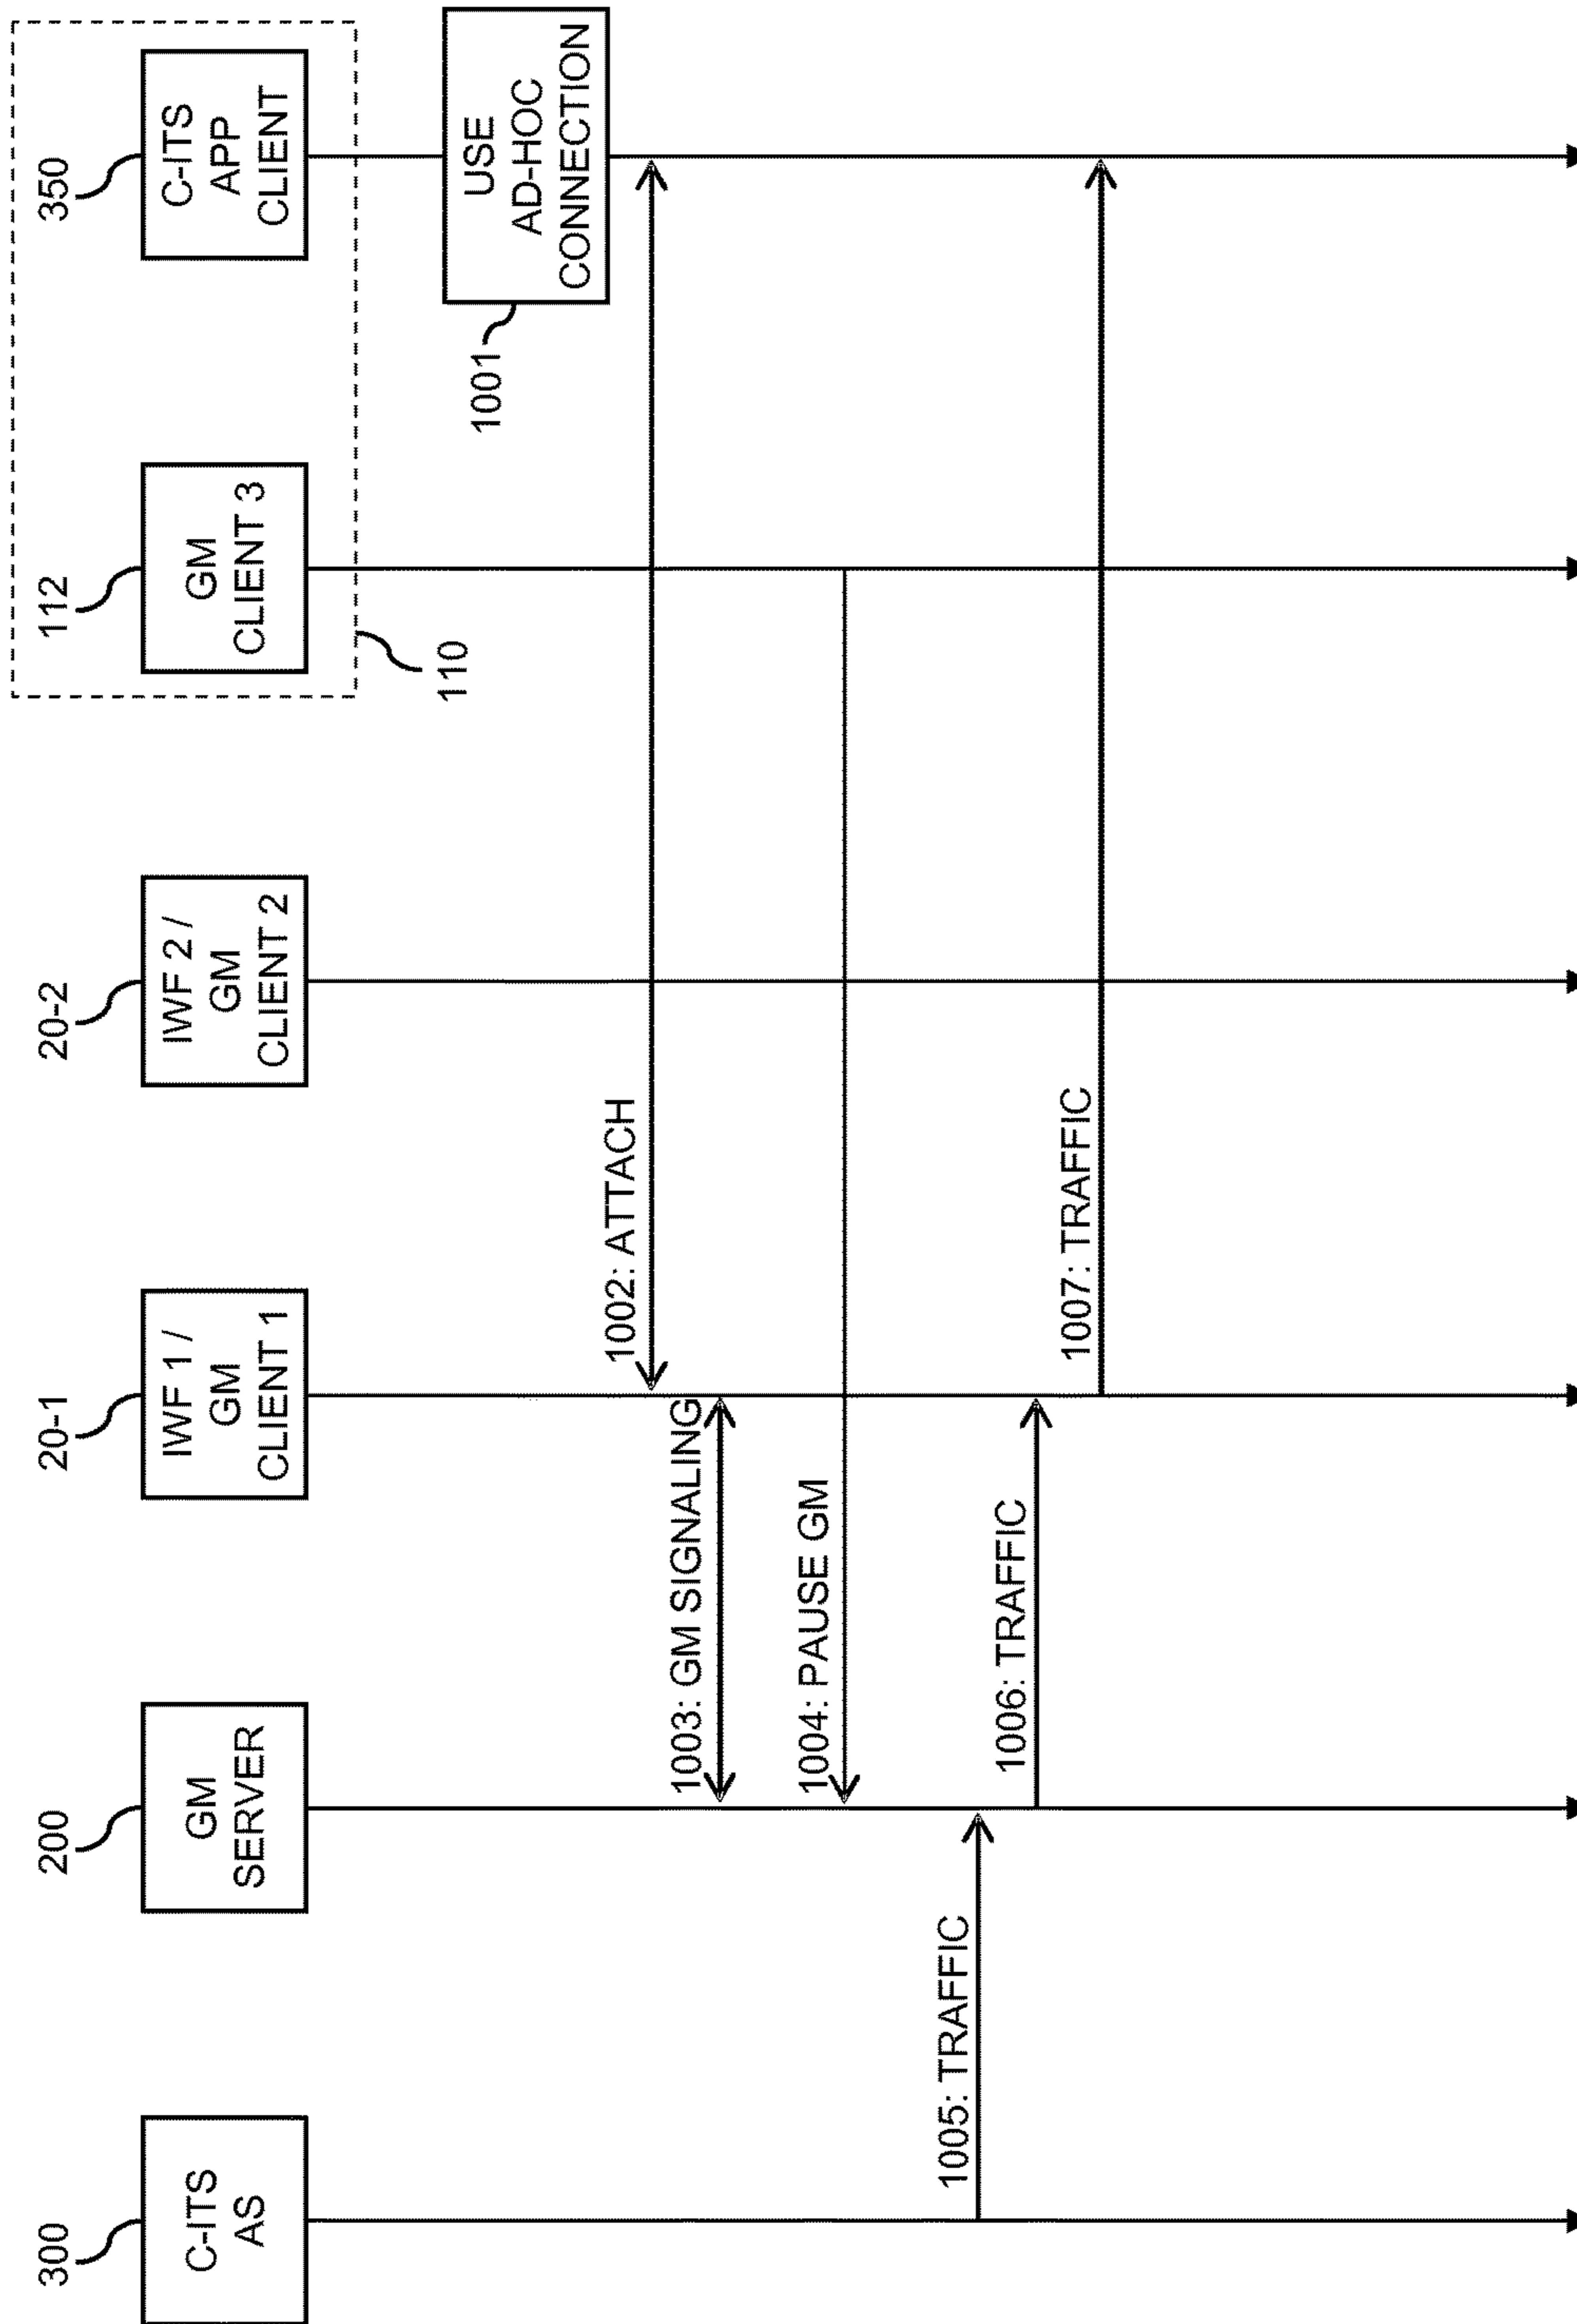 300
200
20-1
20-2
112
350
C-ITS
AS
GM
SERVER
IWF 1 /
GM
CLIENT 1
IWF 2 /
GM
CLIENT 2
GM
CLIENT 3
C-ITS
APP
CLIENT
110
1001
USE
AD-HOC
CONNECTION
1002: ATTACH
1003: GM SIGNALING
1004: PAUSE GM
1005: TRAFFIC
1006: TRAFFIC
1007: TRAFFIC